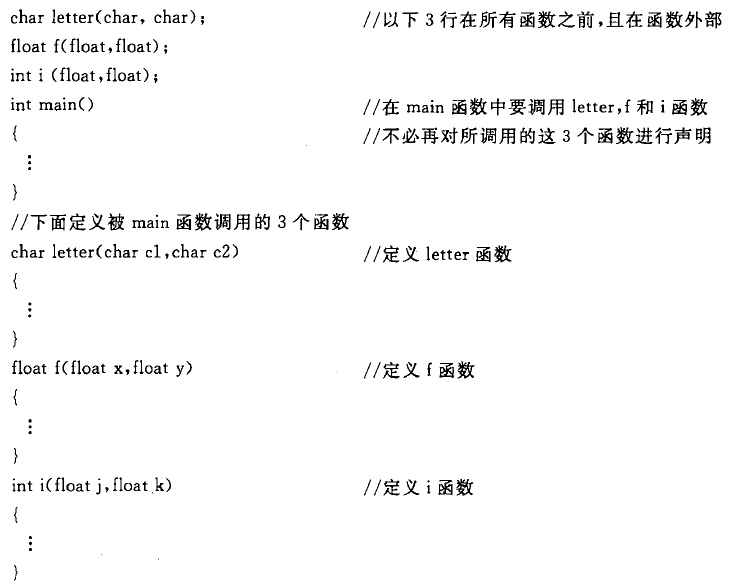 char letter(char, char); //以下 3 行在所有函数之前,且在函数外部
float f(float,float);
int i (float,float);
int main() //在 main 函数中要调用 letter,f 和 i 函数
{ //不必再对所调用的这 3 个函数进行声明
⋮
}
//下面定义被 main 函数调用的 3 个函数
char letter(char c1,char c2) //定义 letter 函数
{
⋮
}
float f(float x,float y) //定义 f 函数
{
⋮
}
int i(float j,float k) //定义 i 函数
{
⋮
}